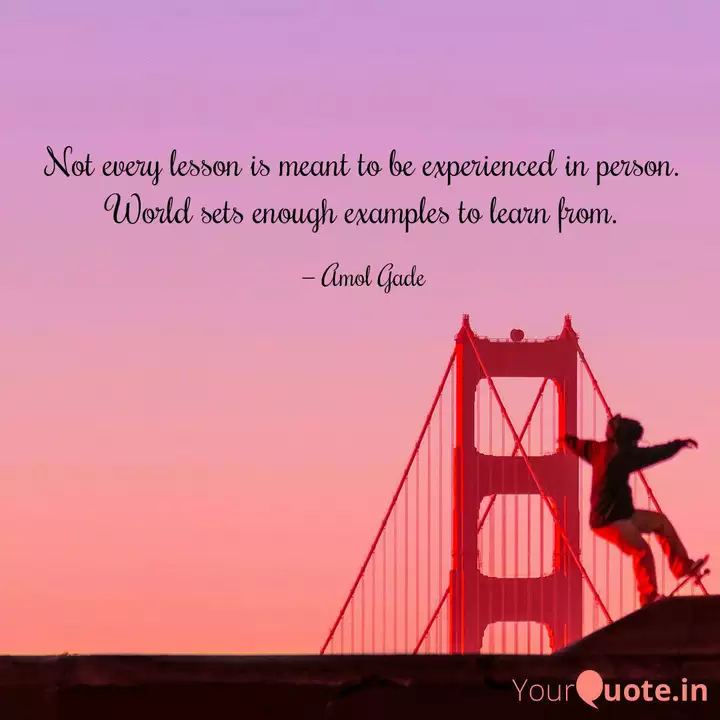 Not every lesson is meant to be experienced in person.
World sets enough examples to learn from.
– Amol Gade
YourQuote.in